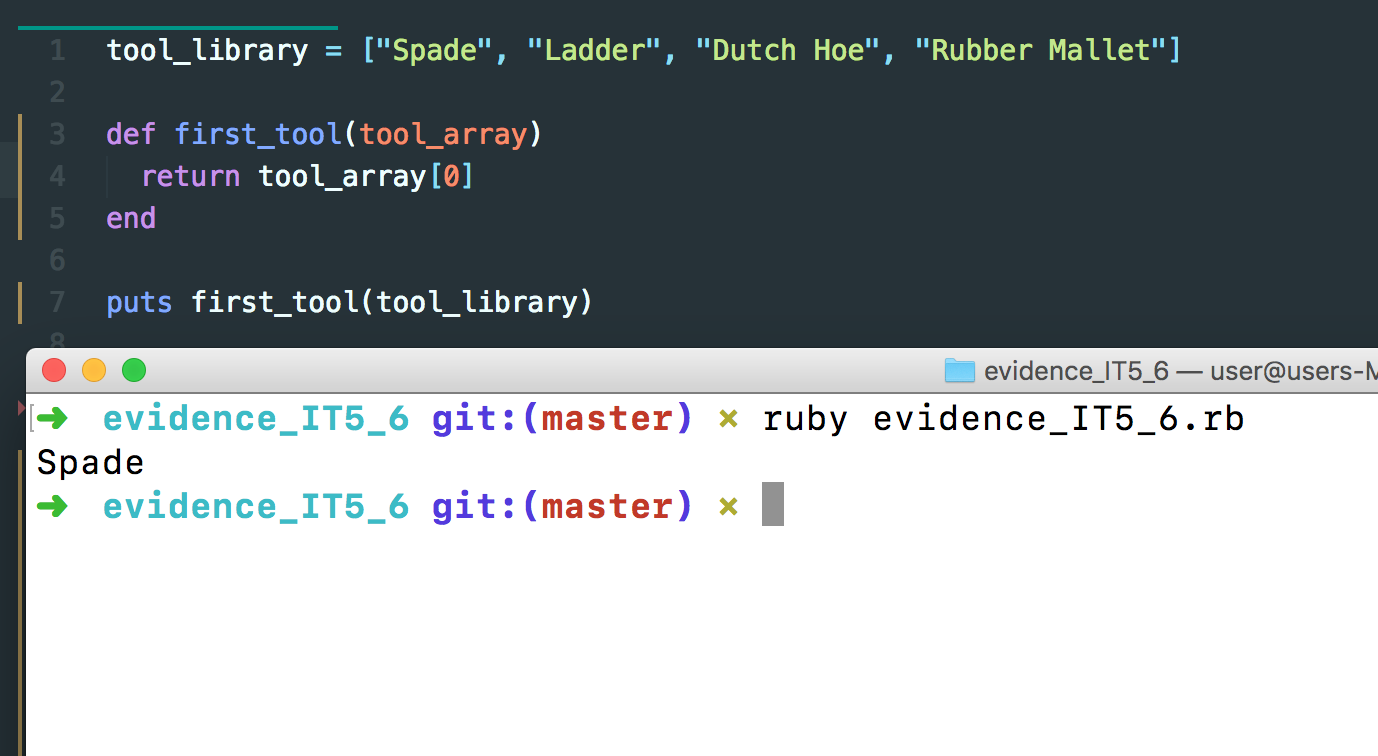 1 tool_library = ["Spade", "Ladder", "Dutch Hoe", "Rubber Mallet"]
2
3 def first_tool(tool_array)
4   return tool_array[0]
5 end
6
7 puts first_tool(tool_library)
8
evidence_IT5_6 — user@users-M
➜ evidence_IT5_6 git:(master) × ruby evidence_IT5_6.rb
Spade
➜ evidence_IT5_6 git:(master) ×